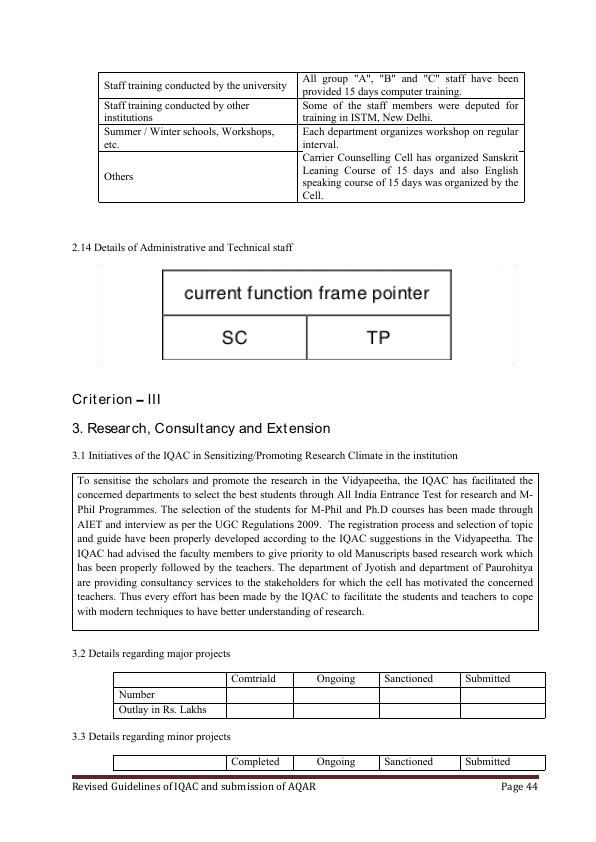 Staff training conducted by the university
All group "A", "B" and "C" staff have been
provided 15 days computer training.
Staff training conducted by other
institutions
Some of the staff members were deputed for
training in ISTM, New Delhi.
Summer / Winter schools, Workshops,
etc.
Each department organizes workshop on regular
interval.
Others
Carrier Counselling Cell has organized Sanskrit
Leaning Course of 15 days and also English
speaking course of 15 days was organized by the
Cell.
2.14 Details of Administrative and Technical staff
current function frame pointer
SC TP
Criterion – III
3. Research, Consultancy and Extension
3.1 Initiatives of the IQAC in Sensitizing/Promoting Research Climate in the institution
To sensitise the scholars and promote the research in the Vidyapeetha, the IQAC has facilitated the
concerned departments to select the best students through All India Entrance Test for research and M-
Phil Programmes. The selection of the students for M-Phil and Ph.D courses has been made through
AIET and interview as per the UGC Regulations 2009. The registration process and selection of topic
and guide have been properly developed according to the IQAC suggestions in the Vidyapeetha. The
IQAC had advised the faculty members to give priority to old Manuscripts based research work which
has been properly followed by the teachers. The department of Jyotish and department of Paurohitya
are providing consultancy services to the stakeholders for which the cell has motivated the concerned
teachers. Thus every effort has been made by the IQAC to facilitate the students and teachers to cope
with modern techniques to have better understanding of research.
3.2 Details regarding major projects
Comtriald Ongoing Sanctioned Submitted
Number
Outlay in Rs. Lakhs
3.3 Details regarding minor projects
Completed Ongoing Sanctioned Submitted
Revised Guidelines of IQAC and submission of AQAR Page 44